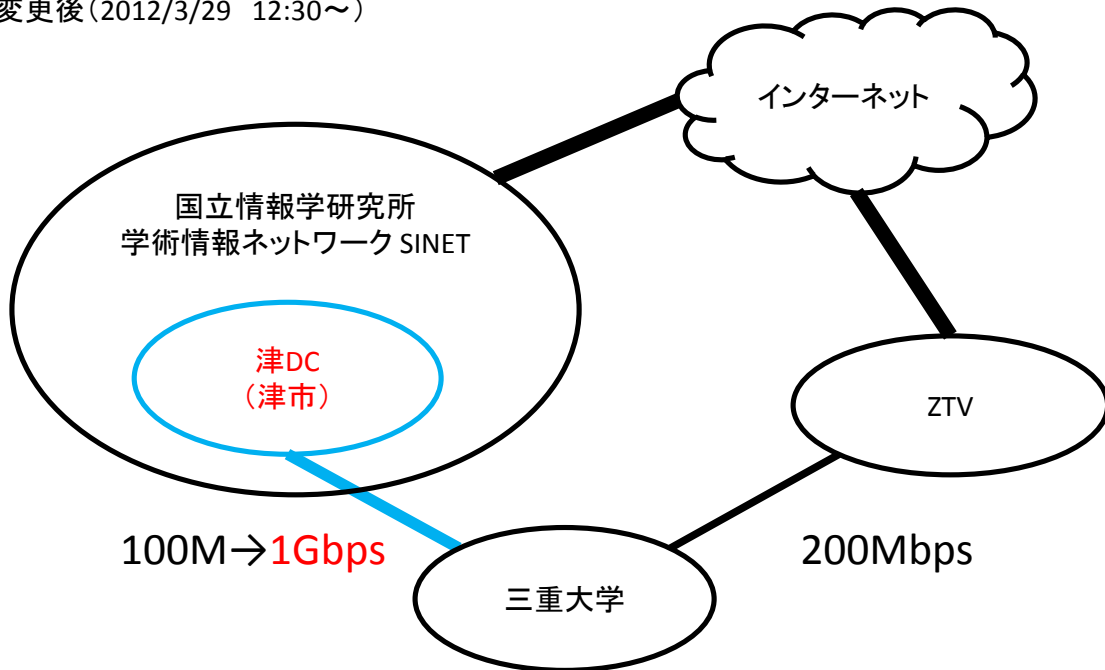 変更後(2012/3/29 12:30~)
インターネット
国立情報学研究所
学術情報ネットワーク SINET
津DC
(津市)
ZTV
100M→1Gbps
200Mbps
三重大学